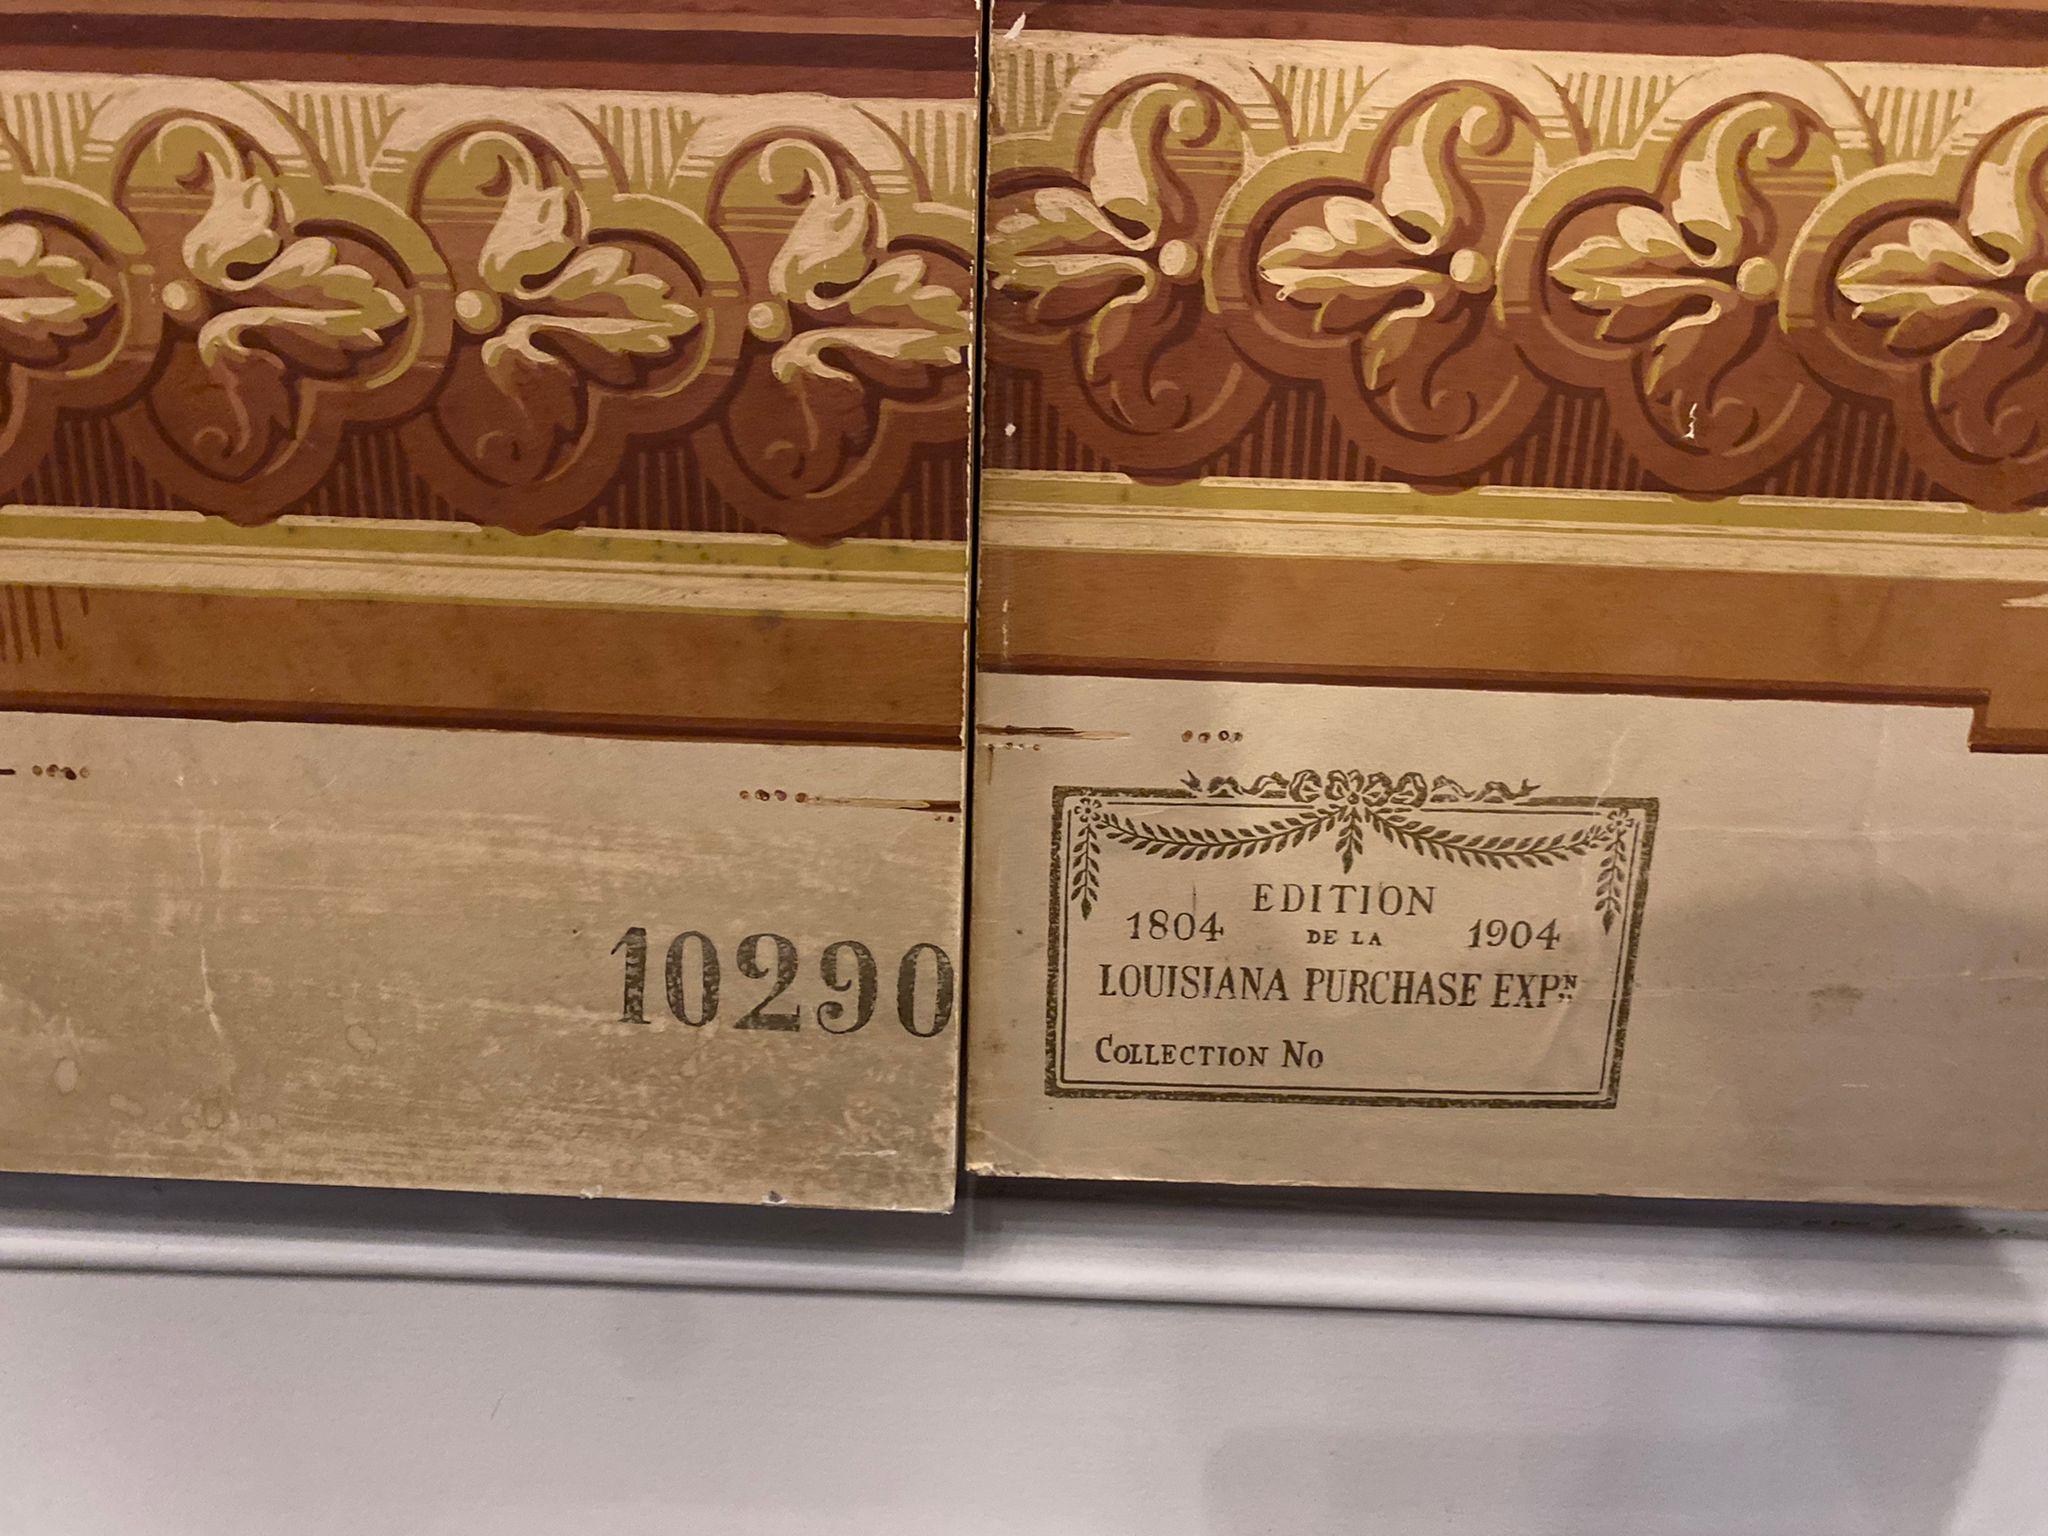 10290
EDITION
1804 DE LA 1904
LOUISIANA PURCHASE EXPᴺ
COLLECTION No